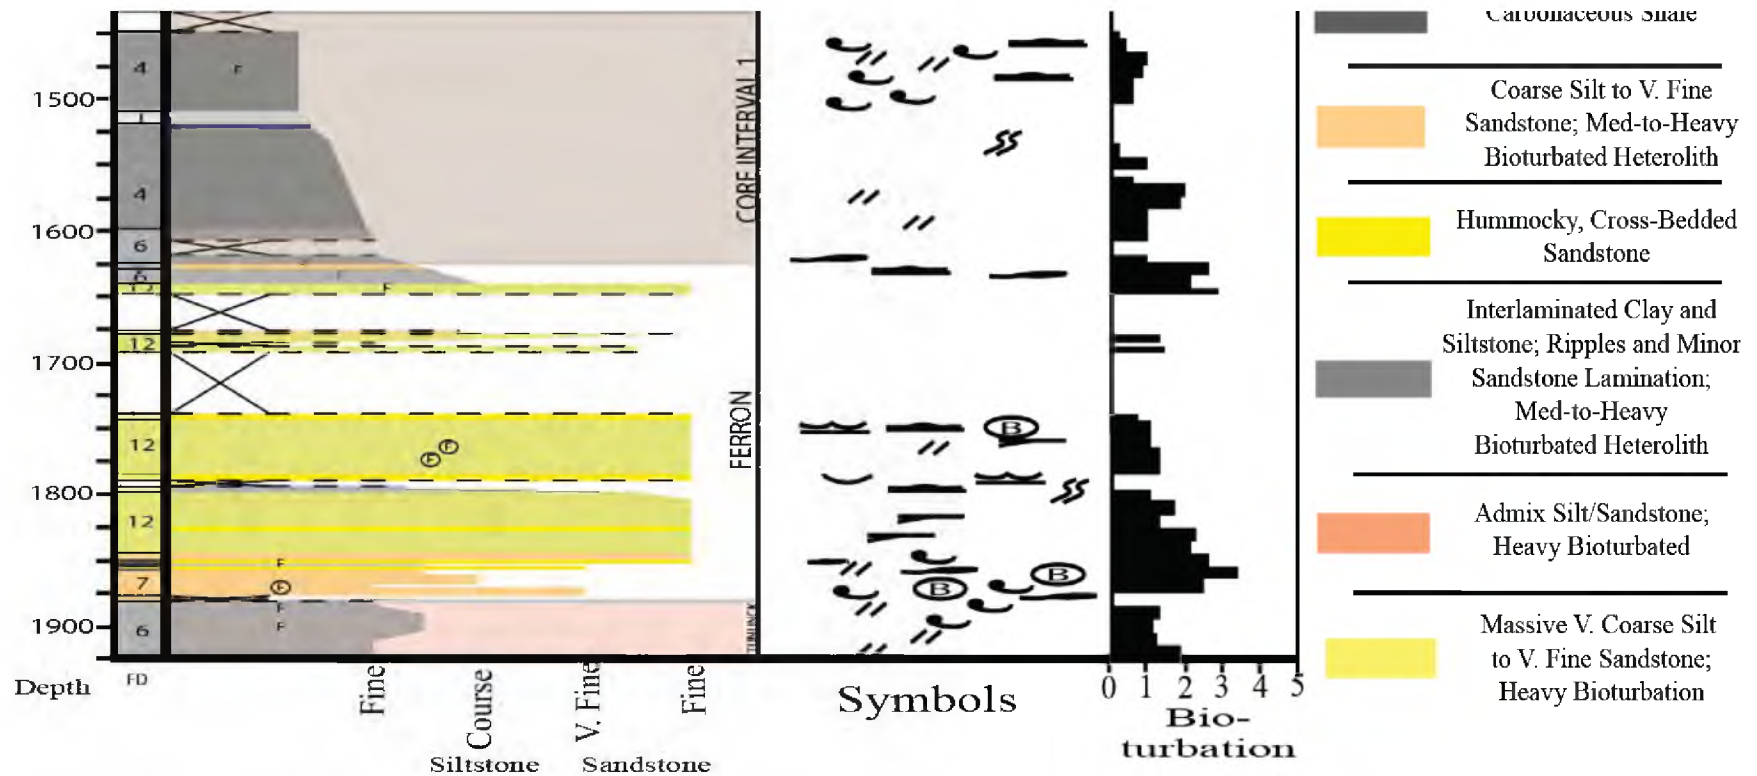 Carbonaceous Shale
4
F
CORE INTERVAL 1
1500
1
Coarse Silt to V. Fine
Sandstone; Med-to-Heavy
Bioturbated Heterolith
4
1600
6
Hummocky, Cross-Bedded
Sandstone
6
F
12
1700
Interlaminated Clay and
Siltstone; Ripples and Minor
Sandstone Lamination;
Med-to-Heavy
Bioturbated Heterolith
FERRON
12
F
F
B
1800
12
Admix Silt/Sandstone;
Heavy Bioturbated
F
7
F
B
B
F
1900
6
F
TUNUNCK
Massive V. Coarse Silt
to V. Fine Sandstone;
Heavy Bioturbation
Depth
FD
Fine
Course
V. Fine
Fine
Siltstone
Sandstone
Symbols
0 1 2 3 4 5
Bio-
turbation